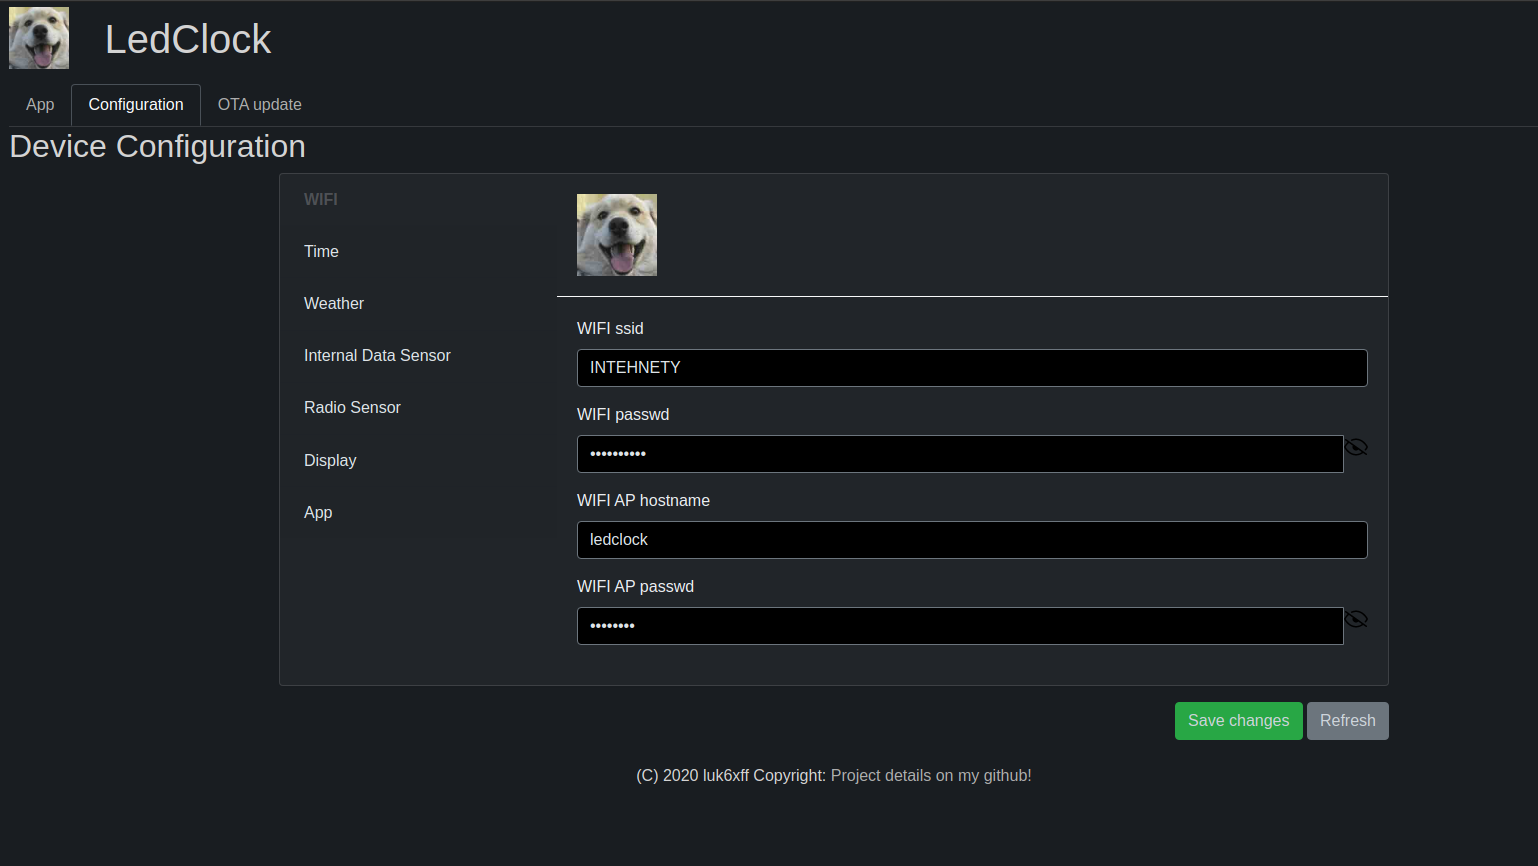 LedClock
App
Configuration
OTA update
Device Configuration
WIFI
Time
Weather
Internal Data Sensor
Radio Sensor
Display
App
WIFI ssid
INTEHNETY
WIFI passwd
••••••••••
WIFI AP hostname
ledclock
WIFI AP passwd
••••••••
Save changes
Refresh
(C) 2020 luk6xff Copyright: Project details on my github!